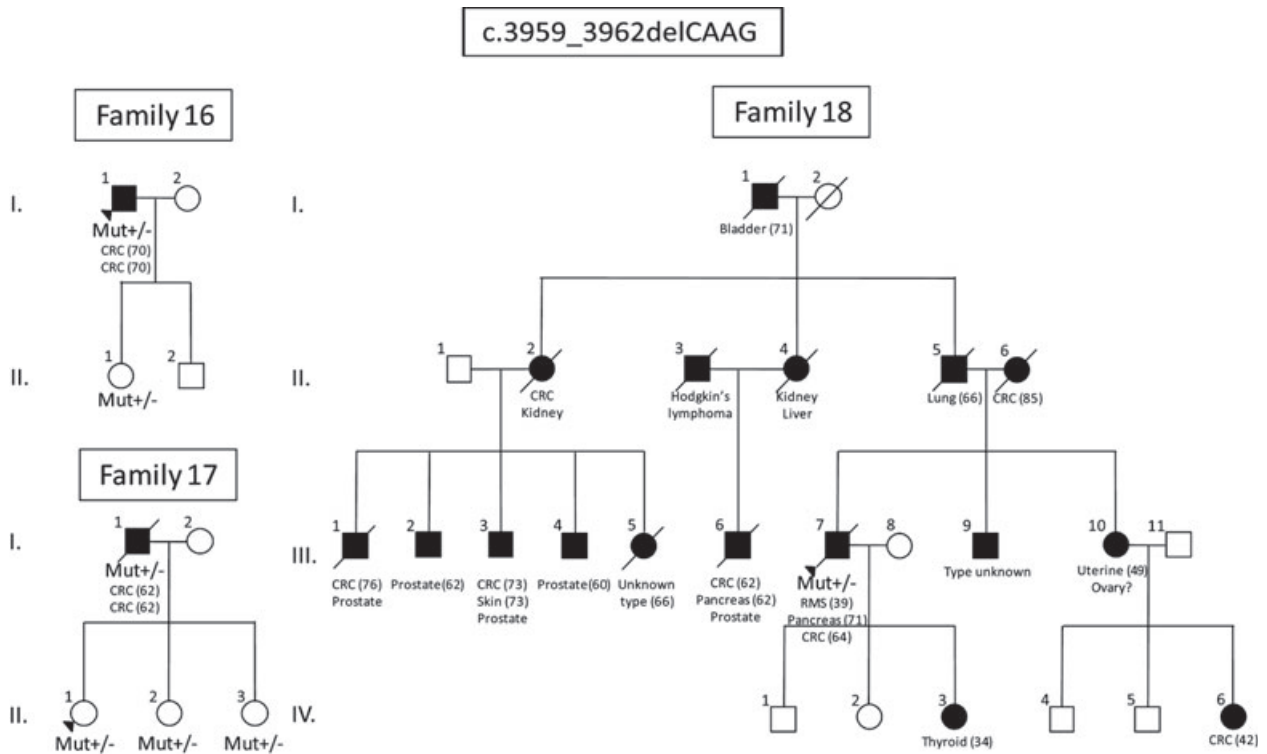 c.3959_3962delCAAG
Family 16
I.
1
2
Mut+/-
CRC (70)
CRC (70)
II.
1
2
Mut+/-
Family 17
I.
1
2
Mut+/-
CRC (62)
CRC (62)
II.
1
2
3
Mut+/-
Mut+/-
Mut+/-
Family 18
I.
1
2
Bladder (71)
II.
1
2
3
4
5
6
CRC
Kidney
Hodgkin's
lymphoma
Kidney
Liver
Lung (66)
CRC (85)
III.
1
2
3
4
5
6
7
8
9
10
11
CRC (76)
Prostate
Prostate(62)
CRC (73)
Skin (73)
Prostate
Prostate(60)
Unknown
type (66)
CRC (62)
Pancreas (62)
Prostate
Mut+/-
RMS (39)
Pancreas (71)
CRC (64)
Type unknown
Uterine (49)
Ovary?
IV.
1
2
3
4
5
6
Thyroid (34)
CRC (42)